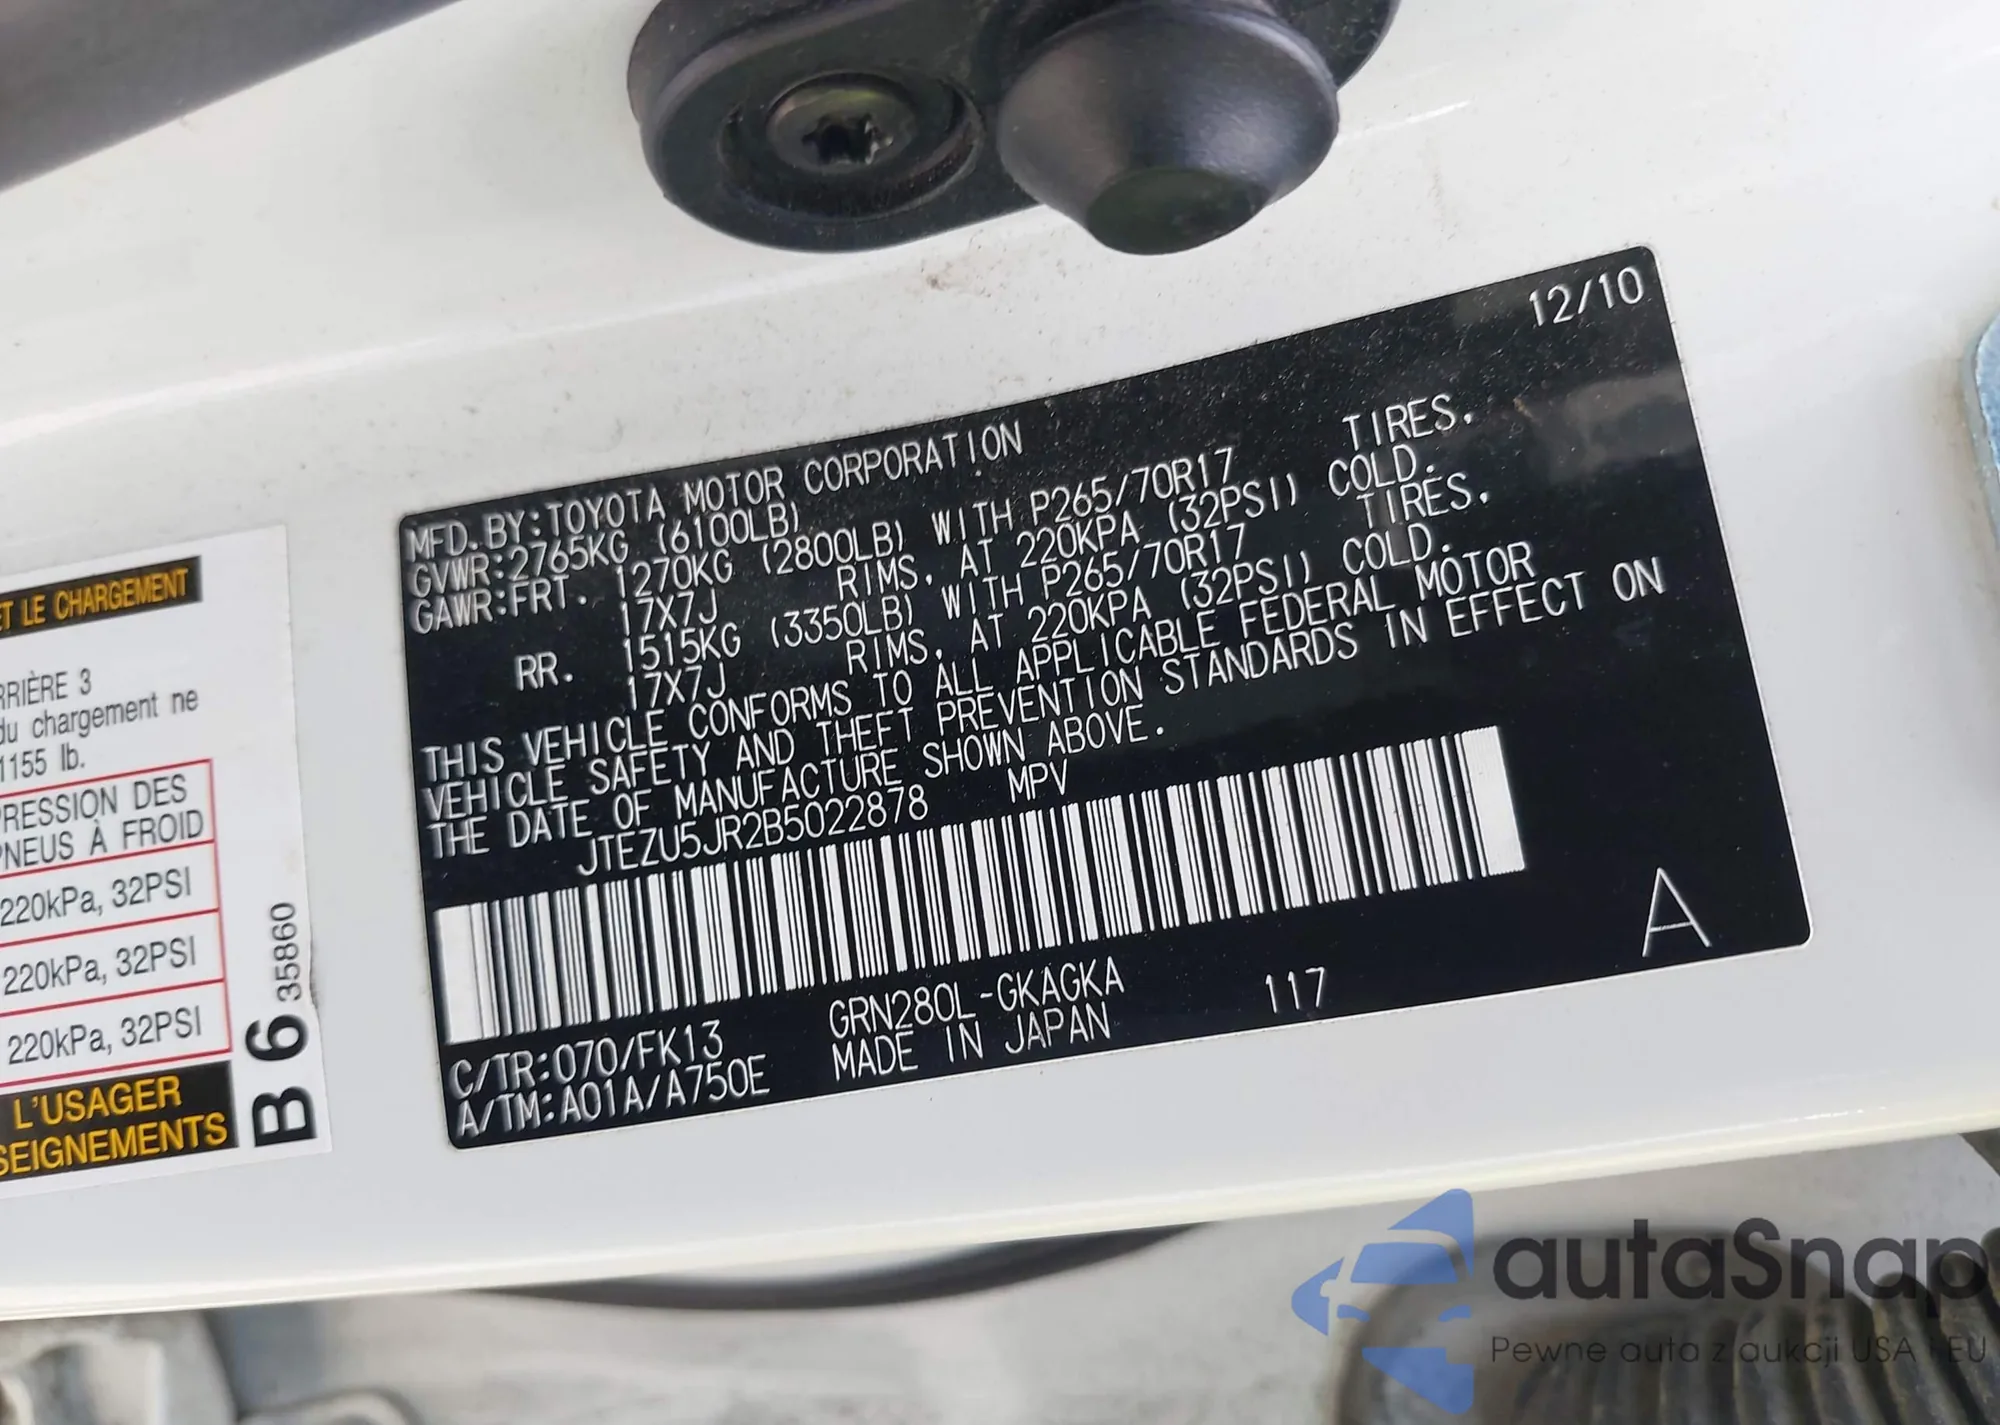 12/10
MFD.BY:TOYOTA MOTOR CORPORATION
GVWR:2765KG (6100LB)
GAWR:FRT. 1270KG (2800LB) WITH P265/70R17 TIRES.
17X7J RIMS, AT 220KPA (32PSI) COLD.
RR. 1515KG (3350LB) WITH P265/70R17 TIRES,
17X7J RIMS, AT 220KPA (32PSI) COLD.
THIS VEHICLE CONFORMS TO ALL APPLICABLE FEDERAL MOTOR
VEHICLE SAFETY AND THEFT PREVENTION STANDARDS IN EFFECT ON
THE DATE OF MANUFACTURE SHOWN ABOVE.
JTEZU5JR2B5022878 MPV
C/TR:070/FK13 GRN280L-GKAGKA 117 A
A/TM:A01A/A750E MADE IN JAPAN
ET LE CHARGEMENT
RRIÈRE 3
du chargement ne
1155 lb.
PRESSION DES
PNEUS À FROID
220kPa, 32PSI
220kPa, 32PSI
220kPa, 32PSI
L'USAGER
SEIGNEMENTS
B6 35860
autaSnap
Pewne auta z aukcji USA i EU